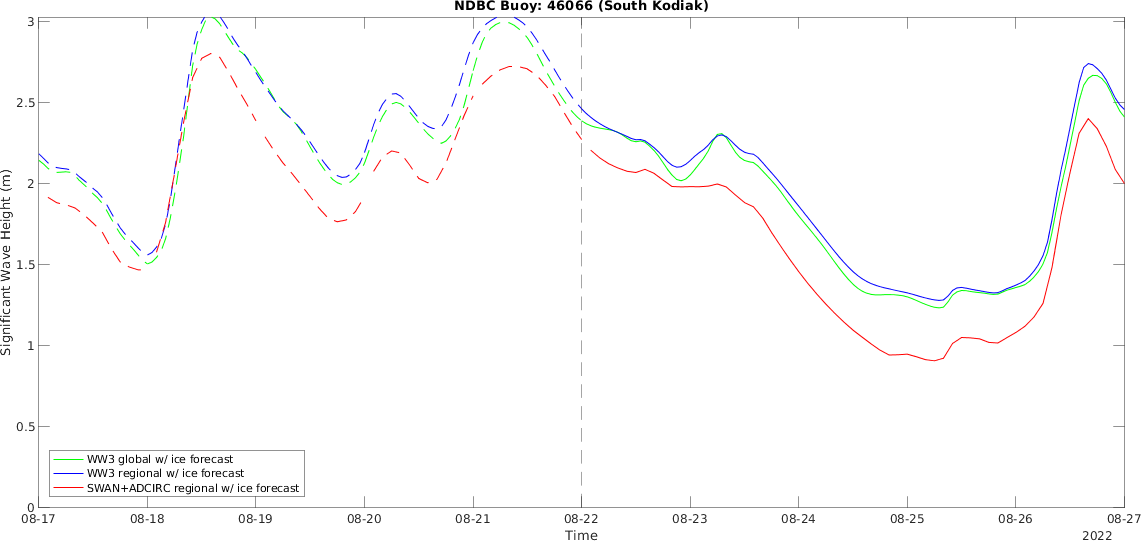 NDBC Buoy: 46066 (South Kodiak)
3
2.5
2
1.5
1
0.5
0
Significant Wave Height (m)
WW3 global w/ ice forecast
WW3 regional w/ ice forecast
SWAN+ADCIRC regional w/ ice forecast
08-17 08-18 08-19 08-20 08-21 08-22 08-23 08-24 08-25 08-26 08-27
Time
2022